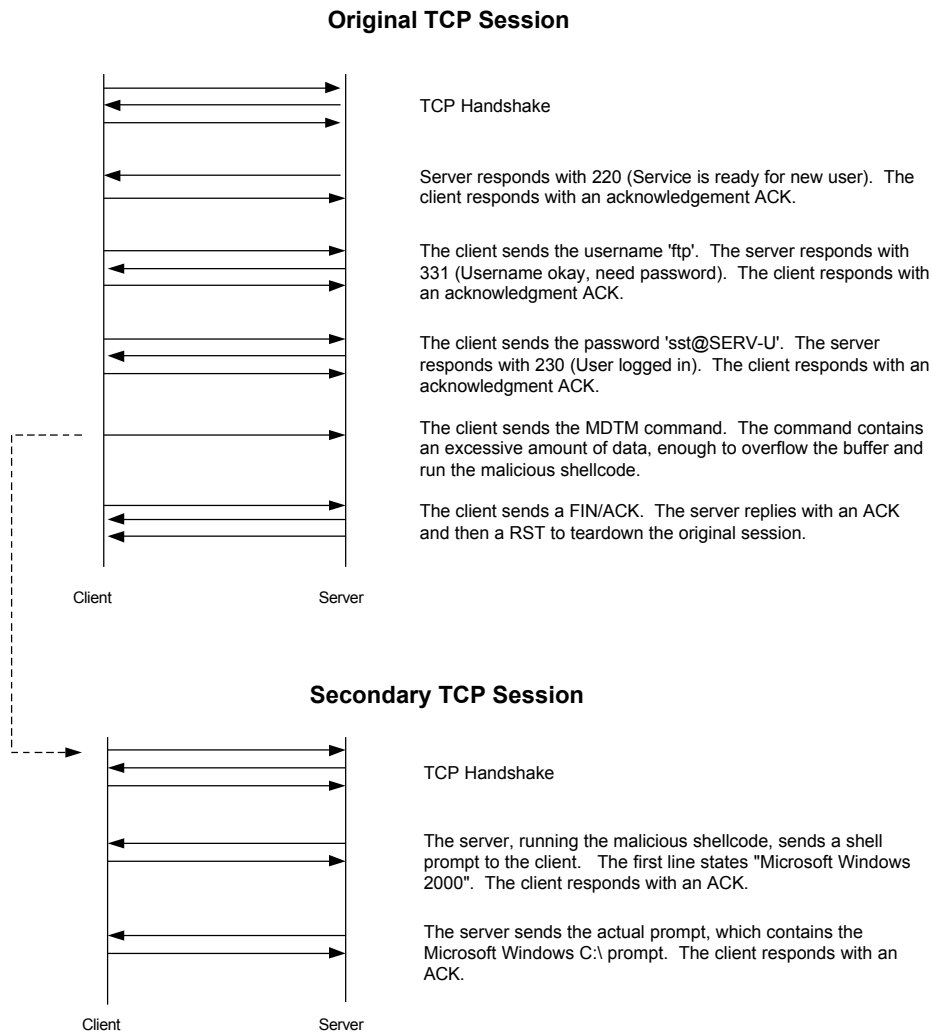 Original TCP Session
TCP Handshake
Server responds with 220 (Service is ready for new user).  The
client responds with an acknowledgement ACK.
The client sends the username 'ftp'.  The server responds with
331 (Username okay, need password).  The client responds with
an acknowledgment ACK.
The client sends the password 'sst@SERV-U'.  The server
responds with 230 (User logged in).  The client responds with an
acknowledgment ACK.
The client sends the MDTM command.  The command contains
an excessive amount of data, enough to overflow the buffer and
run the malicious shellcode.
The client sends a FIN/ACK.  The server replies with an ACK
and then a RST to teardown the original session.
Client
Server
Secondary TCP Session
TCP Handshake
The server, running the malicious shellcode, sends a shell
prompt to the client.   The first line states "Microsoft Windows
2000".  The client responds with an ACK.
The server sends the actual prompt, which contains the
Microsoft Windows C:\ prompt.  The client responds with an
ACK.
Client
Server